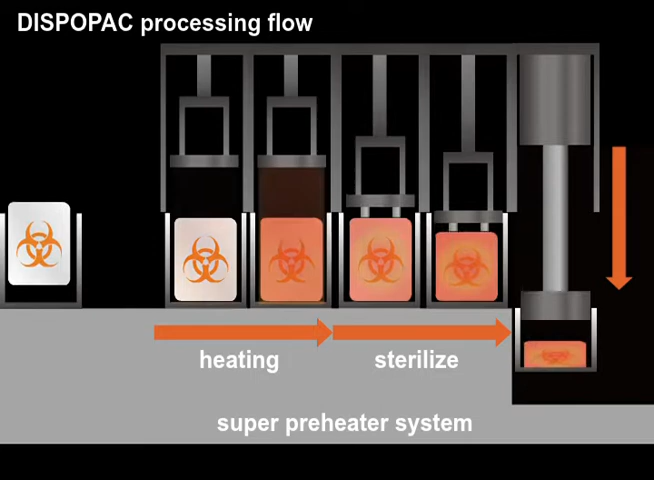 DISPOPAC processing flow
heating
sterilize
super preheater system